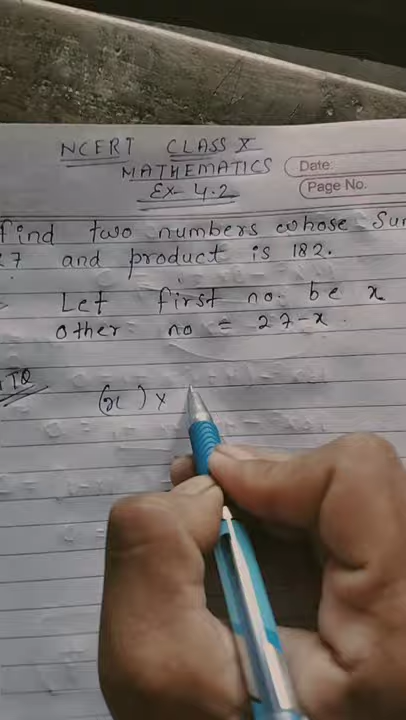 NCERT CLASS X
MATHEMATICS
Ex 4.2
Date:
Page No.
find two numbers whose Sum
27 and product is 182.
Let first no. be x
other no = 27-x.
(x) x